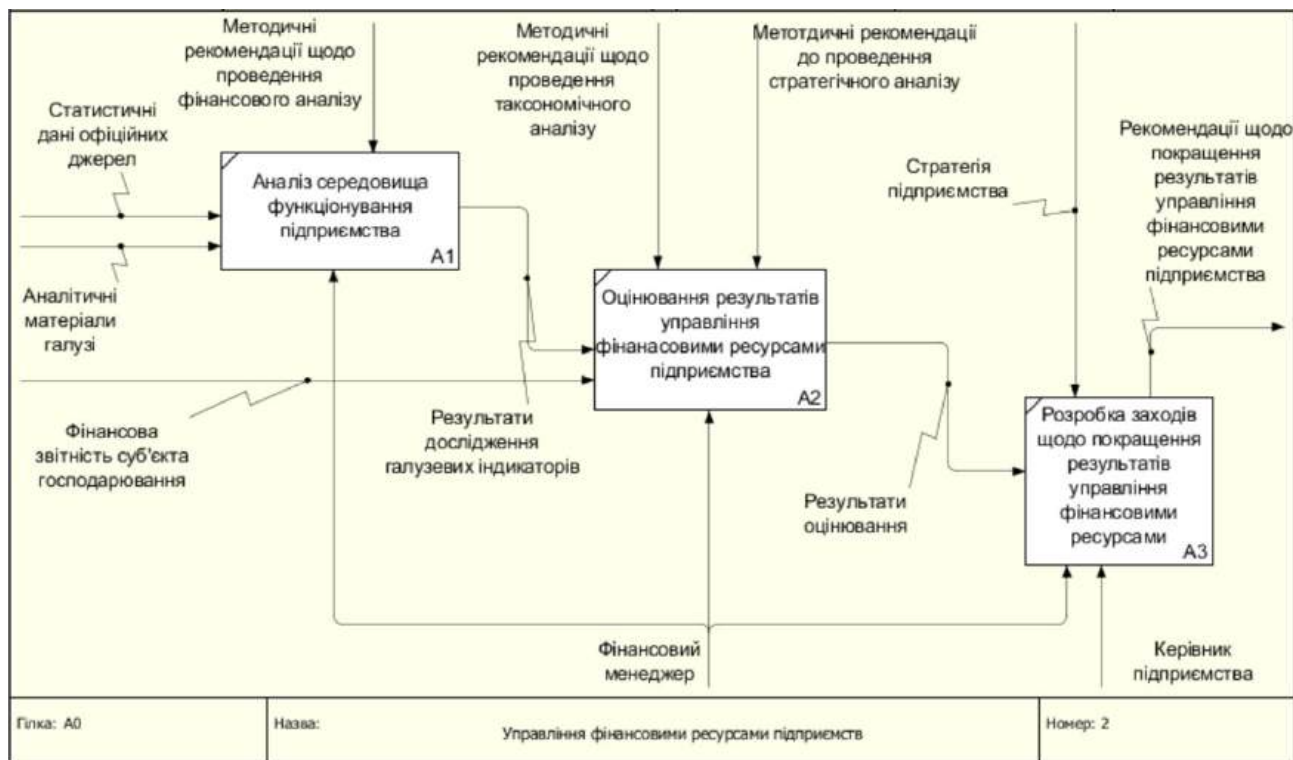 Методичні
рекомендації щодо
проведення
фінансового аналізу
Методичні
рекомендації щодо
проведення
таксономічного
аналізу
Метотдичні рекомендації
до проведення
стратегічного аналізу
Статистичні
дані офіційних
джерел
Рекомендації щодо
покращення
результатів
управління
фінансовими
ресурсами
підприємства
Стратегія
підприємства
Аналіз середовища
функціонування
підприємства
A1
Аналітичні
матеріали
галузі
Оцінювання результатів
управління
фінанасовими ресурсами
підприємства
A2
Фінансова
звітність суб'єкта
господарювання
Результати
дослідження
галузевих індикаторів
Результати
оцінювання
Розробка заходів
щодо покращення
результатів
управління
фінансовими
ресурсами
A3
Фінансовий
менеджер
Керівник
підприємства
Гілка: A0
Назва:
Управління фінансовими ресурсами підприємств
Номер: 2